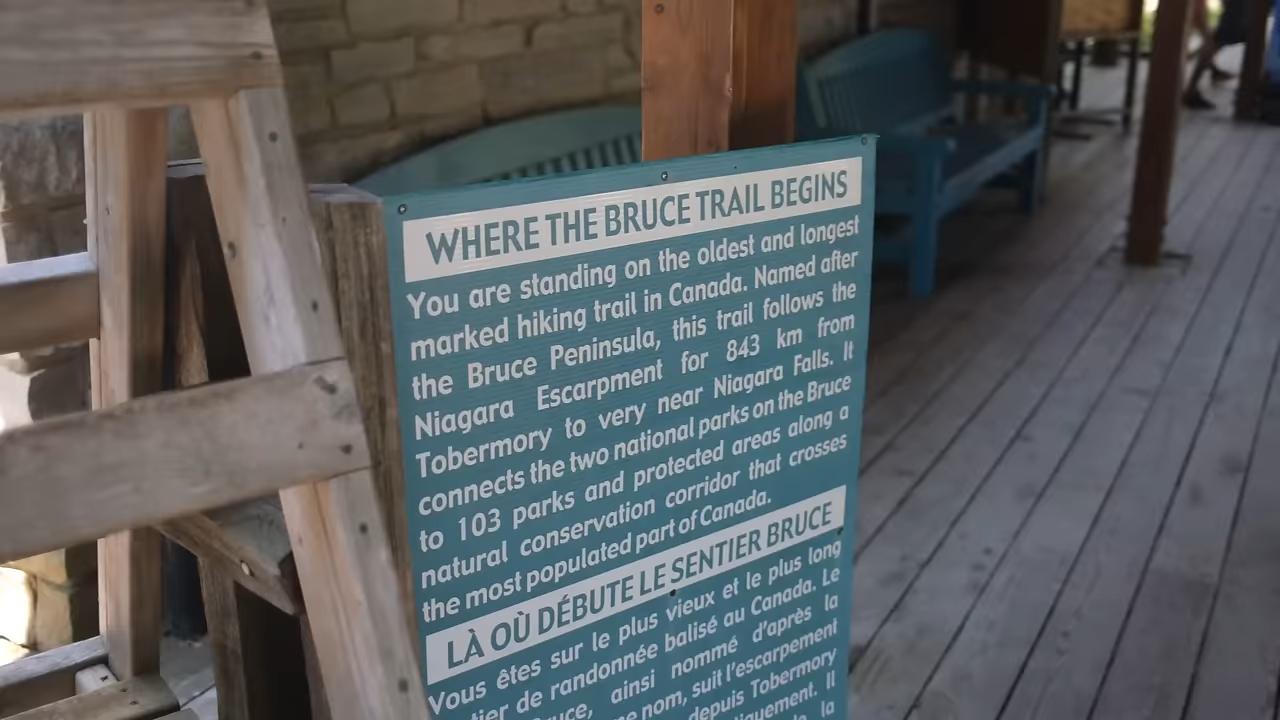 WHERE THE BRUCE TRAIL BEGINS
You are standing on the oldest and longest
marked hiking trail in Canada. Named after
the Bruce Peninsula, this trail follows the
Niagara Escarpment for 843 km from
Tobermory to very near Niagara Falls. It
connects the two national parks on the Bruce
to 103 parks and protected areas along a
natural conservation corridor that crosses
the most populated part of Canada.
LÀ OÙ DÉBUTE LE SENTIER BRUCE
Vous êtes sur le plus vieux et le plus long
tier de randonnée balisé au Canada. Le
Bruce, ainsi nommé d'après la
me nom, suit l'escarpement
depuis Tobermory
tiquement. Il
de la